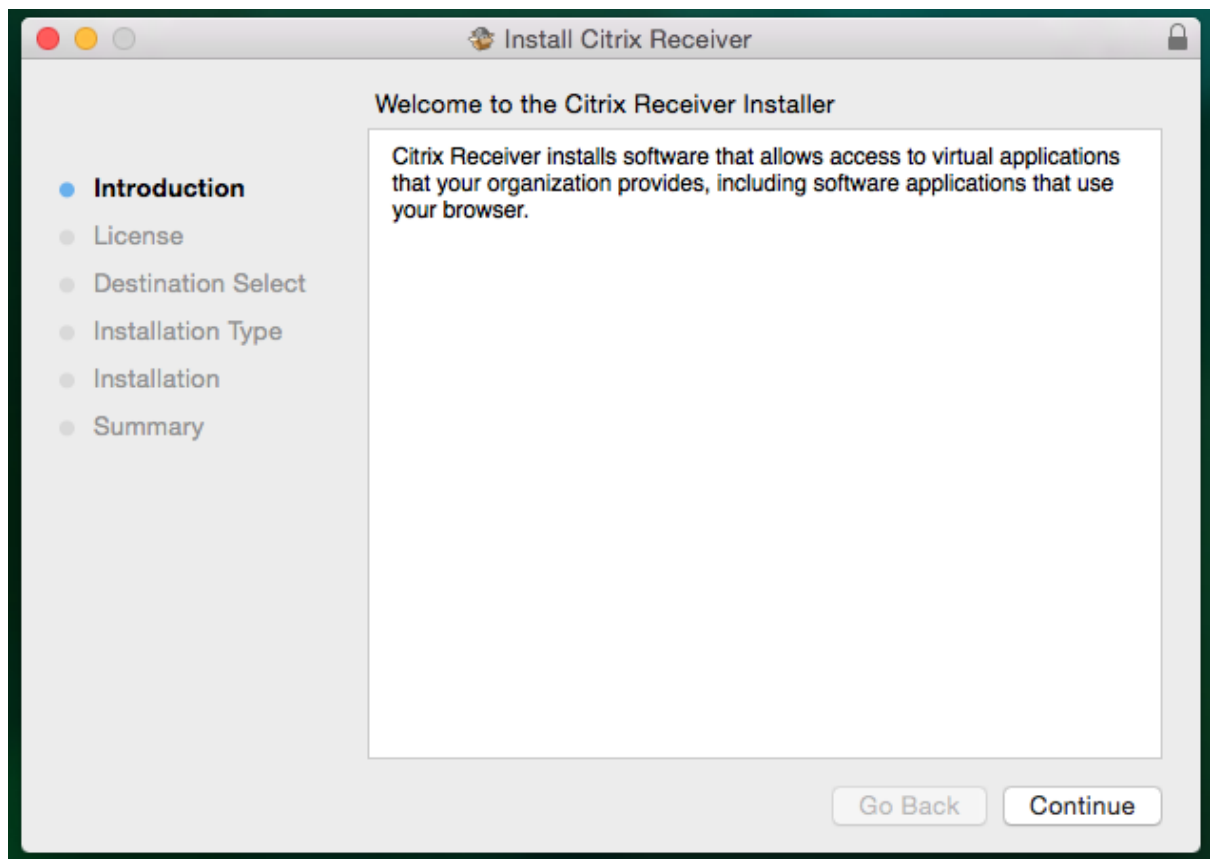 Install Citrix Receiver
Welcome to the Citrix Receiver Installer
Introduction
License
Destination Select
Installation Type
Installation
Summary
Citrix Receiver installs software that allows access to virtual applications
that your organization provides, including software applications that use
your browser.
Go Back
Continue